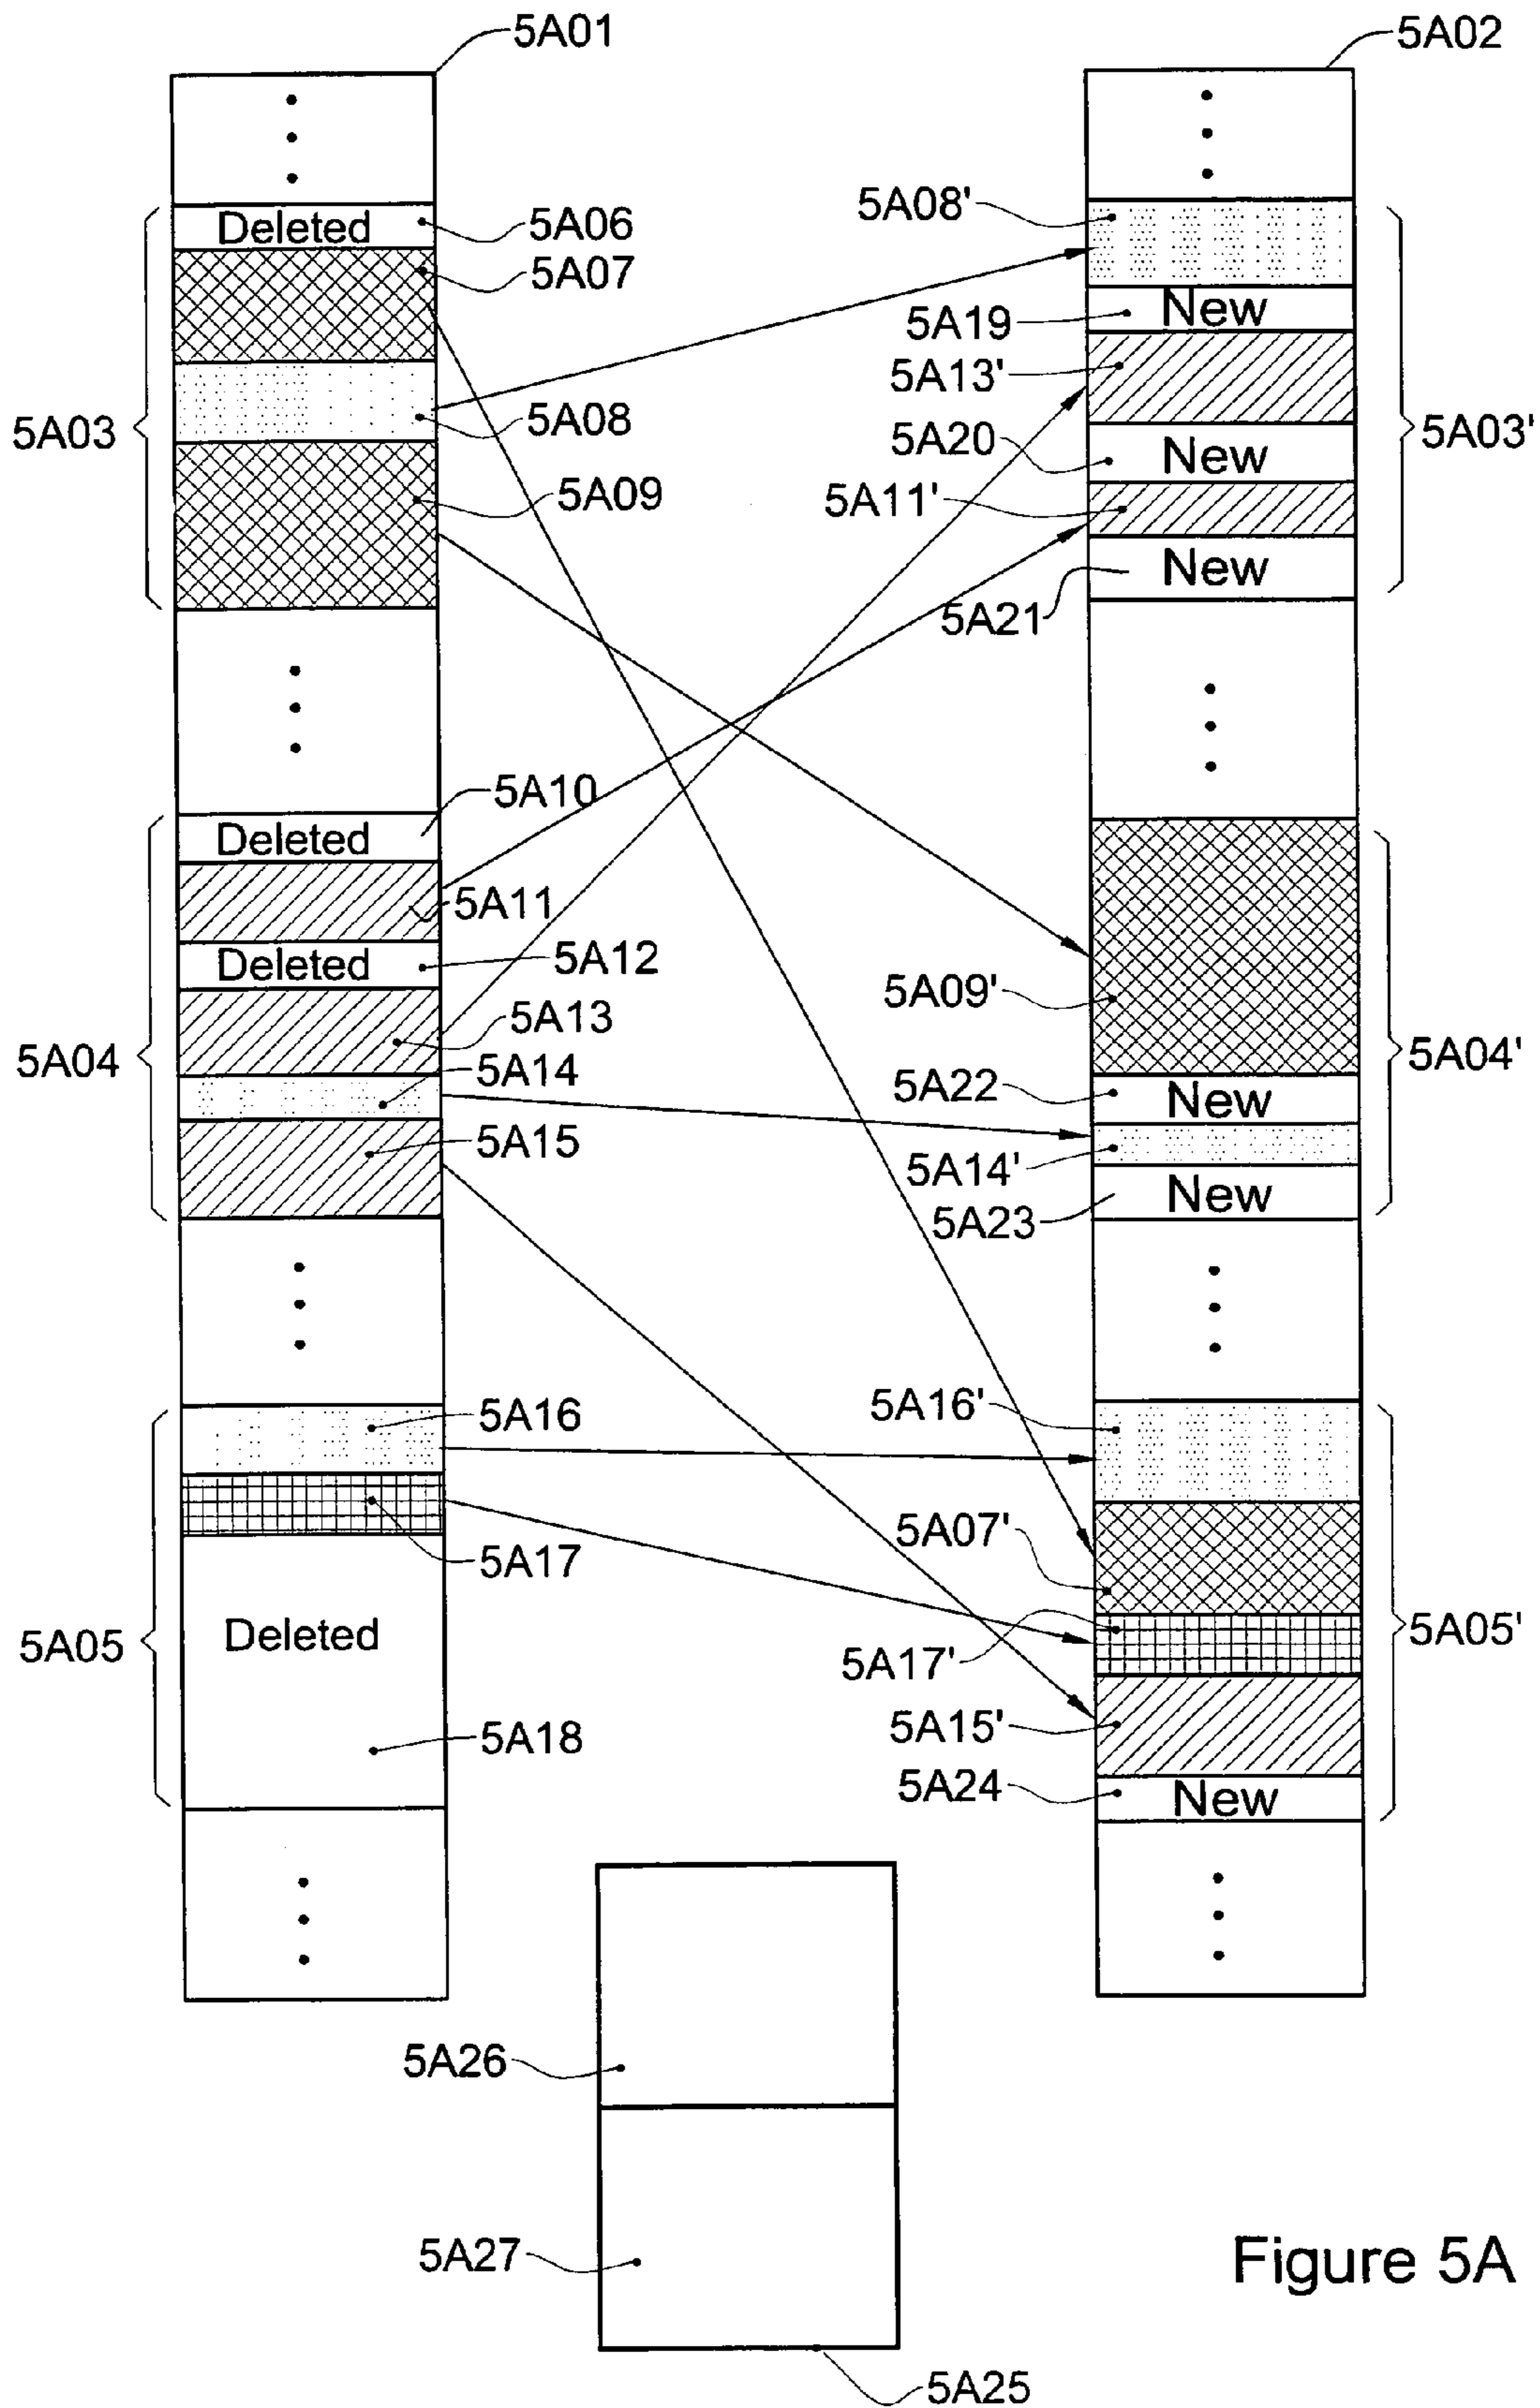 5A01
5A02
Deleted
5A06
5A07
5A08
5A03
5A09
5A08'
New
5A19
5A13'
5A20
New
5A03'
5A11'
New
5A21
5A10
Deleted
5A11
Deleted
5A12
5A13
5A04
5A14
5A15
5A09'
5A04'
5A22
New
5A14'
New
5A23
5A16
5A17
5A05
Deleted
5A18
5A16'
5A07'
5A05'
5A17'
5A15'
5A24
New
5A26
5A27
5A25
Figure 5A